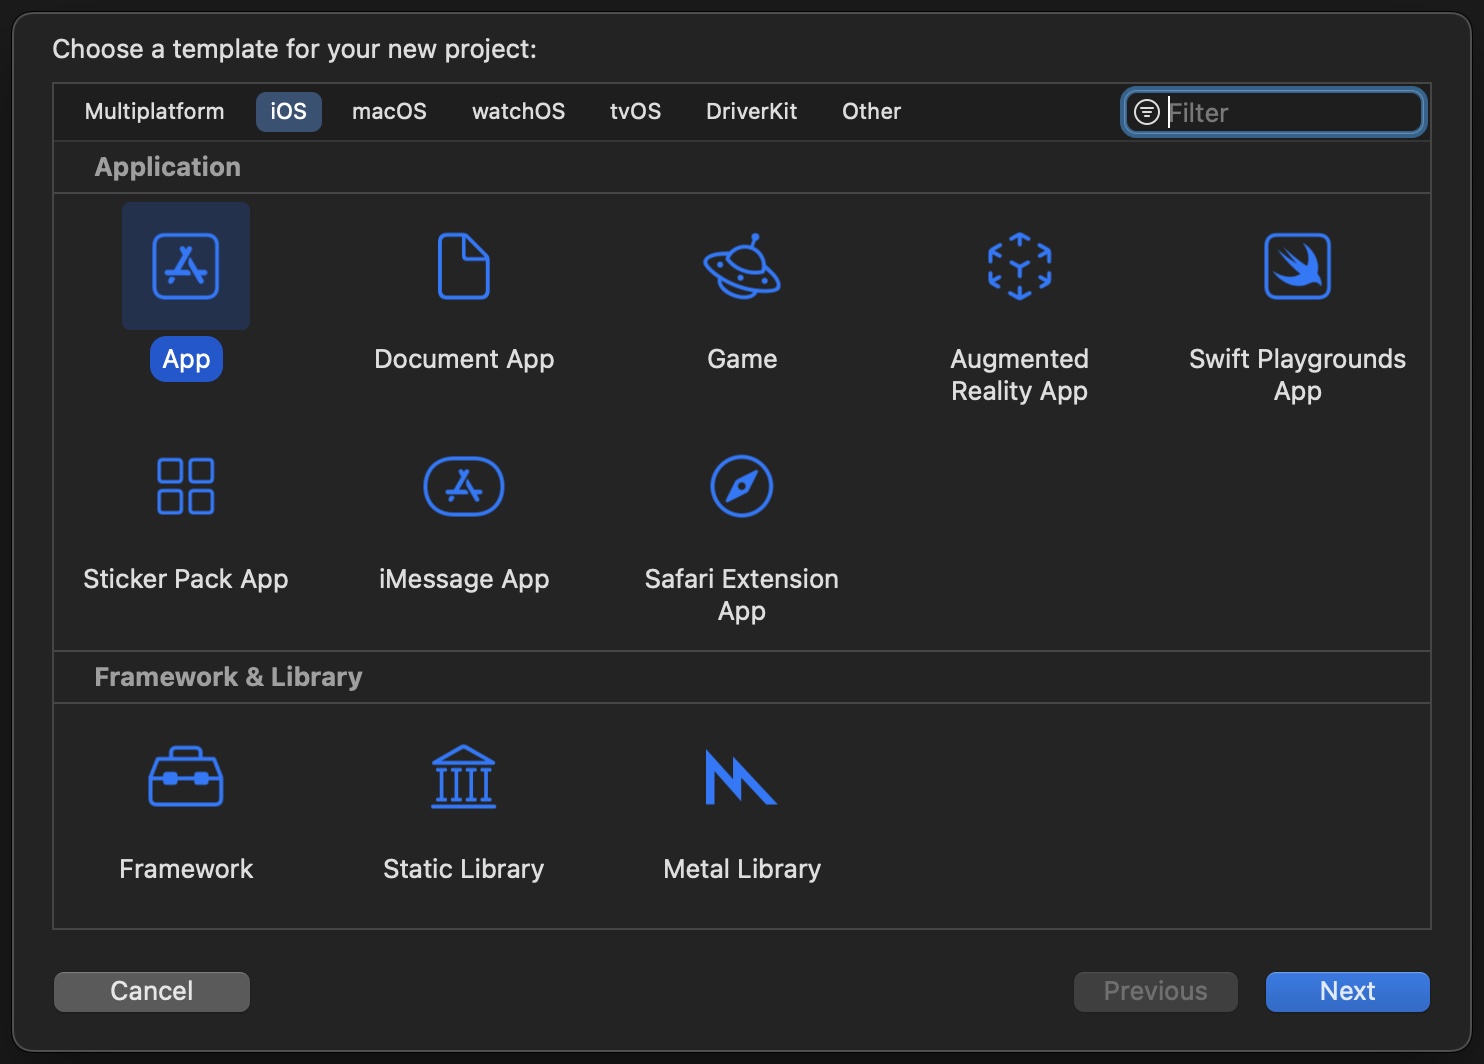 Choose a template for your new project:
Multiplatform iOS macOS watchOS tvOS DriverKit Other Filter
Application
App Document App Game Augmented Reality App Swift Playgrounds App
Sticker Pack App iMessage App Safari Extension App
Framework & Library
Framework Static Library Metal Library
Cancel Previous Next